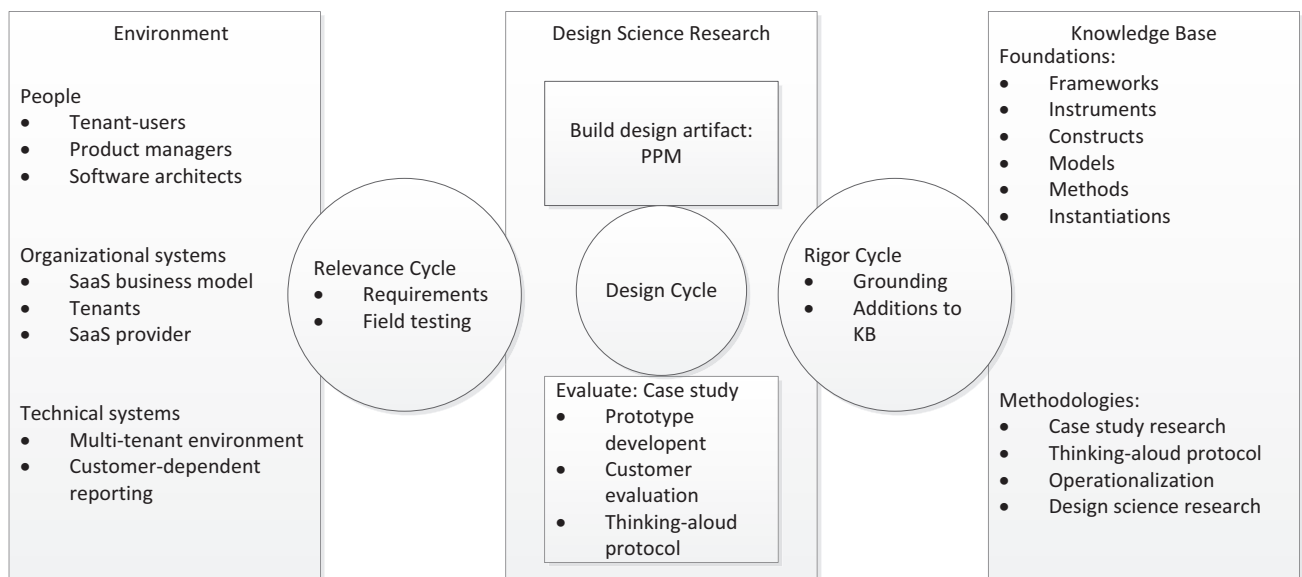 Environment
People
• Tenant-users
• Product managers
• Software architects
Organizational systems
• SaaS business model
• Tenants
• SaaS provider
Technical systems
• Multi-tenant environment
• Customer-dependent
reporting
Relevance Cycle
• Requirements
• Field testing
Design Science Research
Build design artifact:
PPM
Design Cycle
Evaluate: Case study
• Prototype
developent
• Customer
evaluation
• Thinking-aloud
protocol
Rigor Cycle
• Grounding
• Additions to
KB
Knowledge Base
Foundations:
• Frameworks
• Instruments
• Constructs
• Models
• Methods
• Instantiations
Methodologies:
• Case study research
• Thinking-aloud protocol
• Operationalization
• Design science research